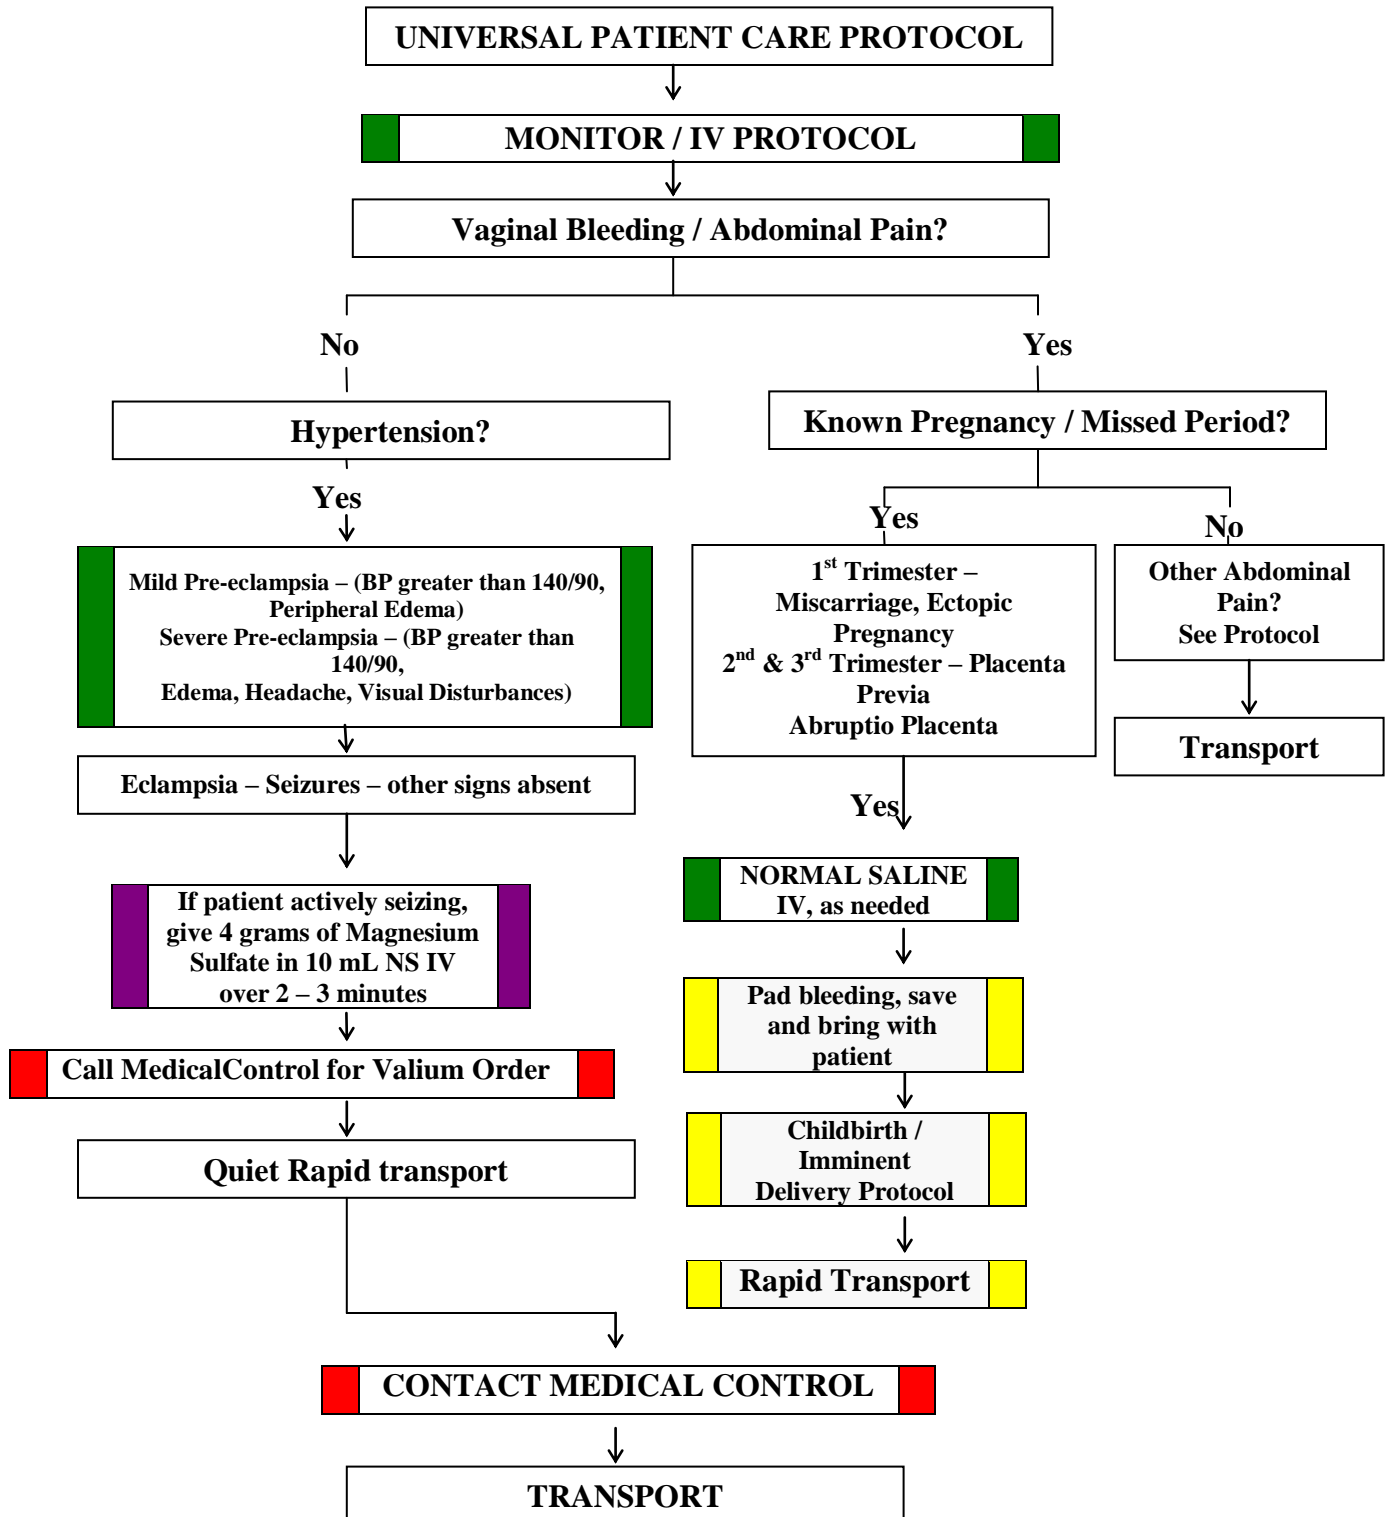 UNIVERSAL PATIENT CARE PROTOCOL
MONITOR / IV PROTOCOL
Vaginal Bleeding / Abdominal Pain?
No
Yes
Hypertension?
Known Pregnancy / Missed Period?
Yes
Yes
No
Mild Pre-eclampsia – (BP greater than 140/90,
Peripheral Edema)
Severe Pre-eclampsia – (BP greater than
140/90,
Edema, Headache, Visual Disturbances)
1st Trimester –
Miscarriage, Ectopic
Pregnancy
2nd & 3rd Trimester – Placenta
Previa
Abruptio Placenta
Other Abdominal
Pain?
See Protocol
Transport
Eclampsia – Seizures – other signs absent
Yes
If patient actively seizing,
give 4 grams of Magnesium
Sulfate in 10 mL NS IV
over 2 – 3 minutes
NORMAL SALINE
IV, as needed
Pad bleeding, save
and bring with
patient
Call MedicalControl for Valium Order
Childbirth /
Imminent
Delivery Protocol
Quiet Rapid transport
Rapid Transport
CONTACT MEDICAL CONTROL
TRANSPORT